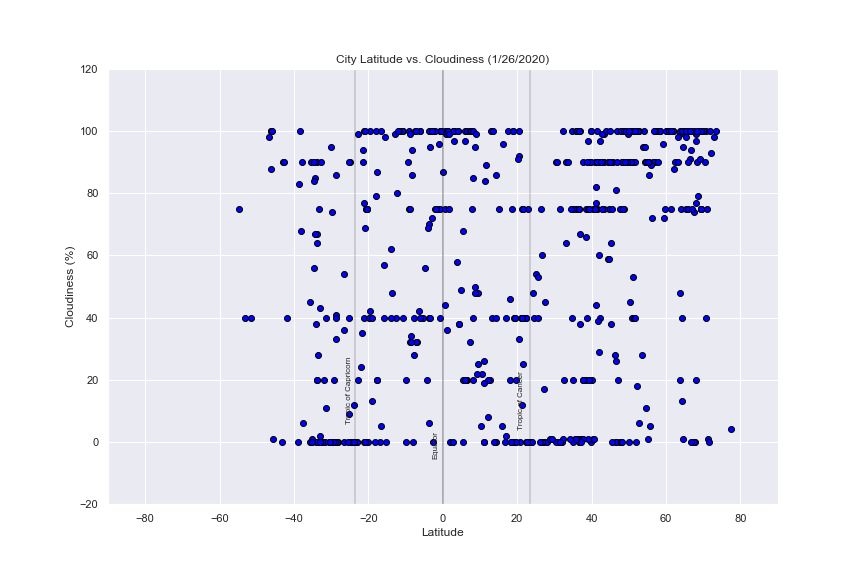 City Latitude vs. Cloudiness (1/26/2020)
120
100
80
60
40
20
0
−20
Cloudiness (%)
Tropic of Capricorn
Equator
Tropic of Cancer
−80 −60 −40 −20 0 20 40 60 80
Latitude